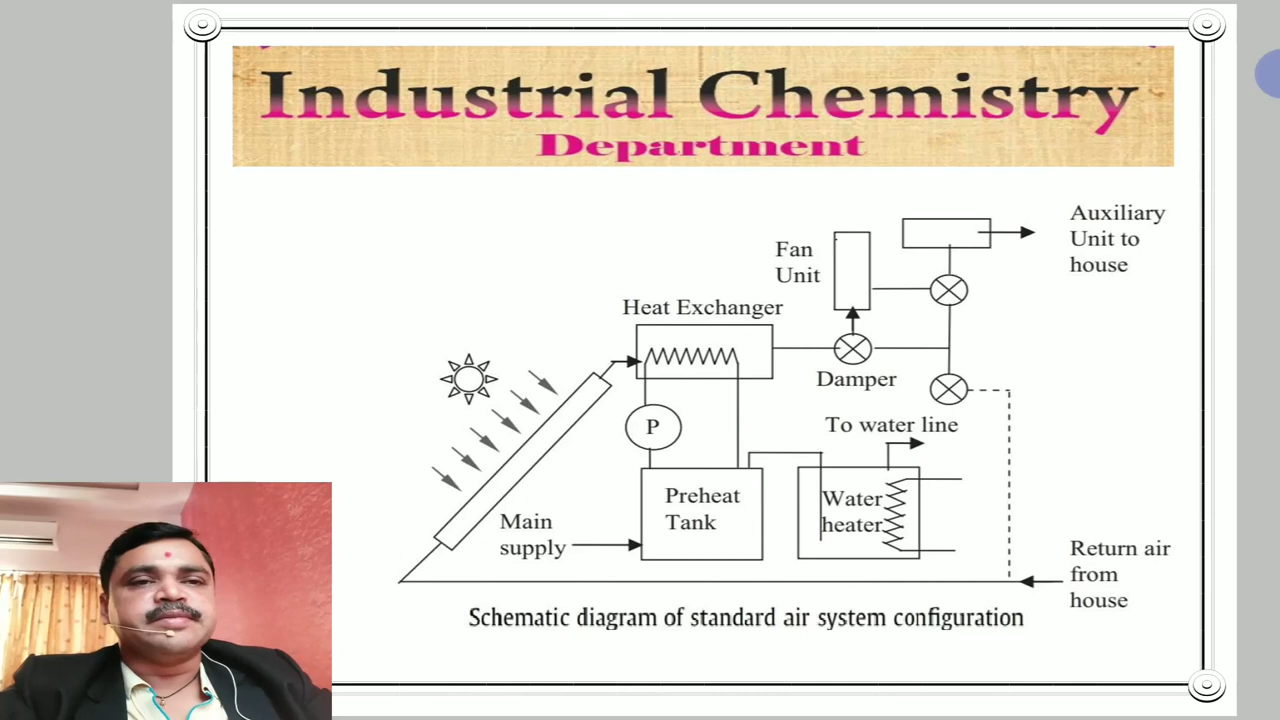 Industrial Chemistry
Department
Auxiliary
Unit to
house
Fan
Unit
Heat Exchanger
Damper
To water line
P
Preheat
Tank
Water
heater
Main
supply
Return air
from
house
Schematic diagram of standard air system configuration